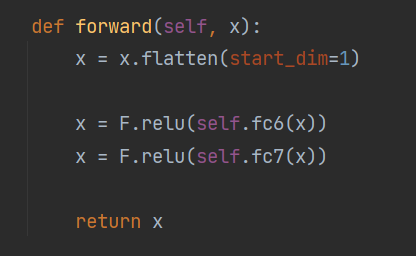 def forward(self, x):
x = x.flatten(start_dim=1)
x = F.relu(self.fc6(x))
x = F.relu(self.fc7(x))
return x